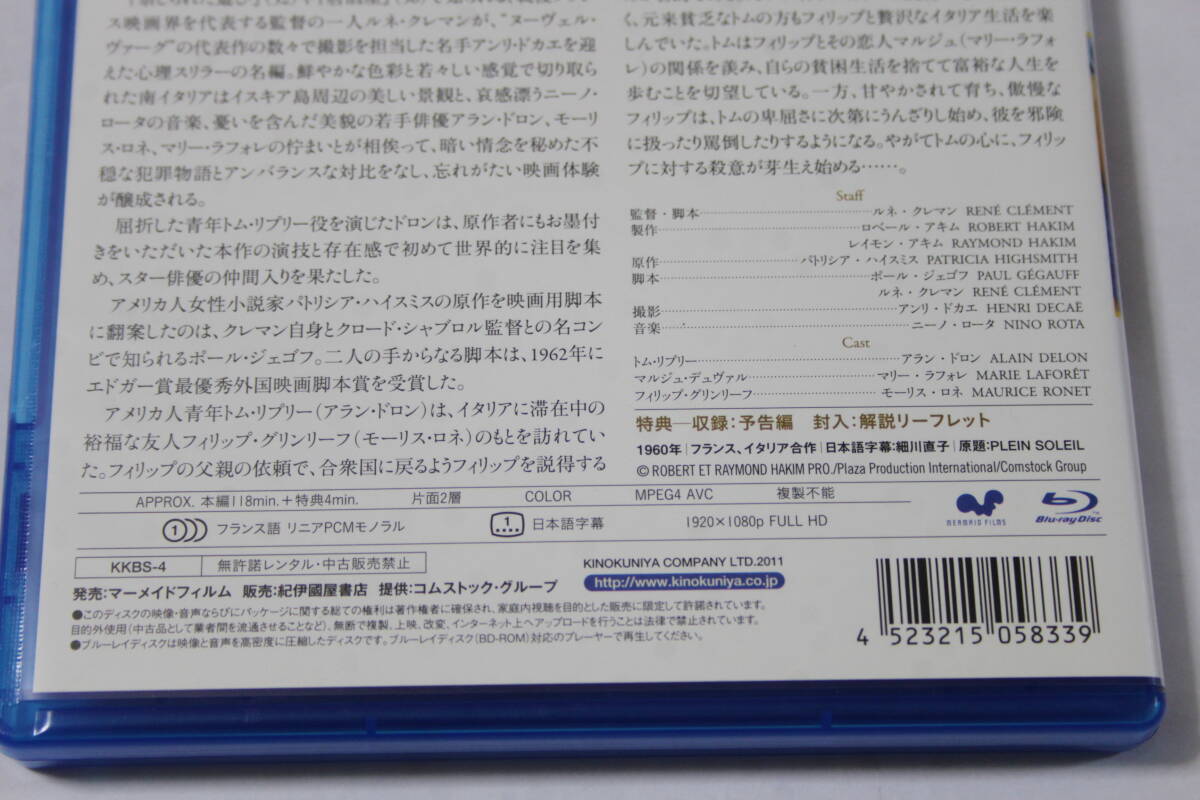 ス映画界を代表する監督の一人ルネ・クレマンが、“ヌーヴェル・
ヴァーグ”の代表作の数々で撮影を担当した名手アンリ・ドカエを迎
えた心理スリラーの名編。鮮やかな色彩と若々しい感覚で切り取ら
れた南イタリアはイスキア島周辺の美しい景観と、哀感漂うニーノ・
ロータの音楽、憂いを含んだ美貌の若手俳優アラン・ドロン、モーリ
ス・ロネ、マリー・ラフォレの佇まいとが相俟って、暗い情念を秘めた不
穏な犯罪物語とアンバランスな対比をなし、忘れがたい映画体験
が醸成される。
屈折した青年トム・リプリー役を演じたドロンは、原作者にもお墨付
きをいただいた本作の演技と存在感で初めて世界的に注目を集
め、スター俳優の仲間入りを果たした。
アメリカ人女性小説家パトリシア・ハイスミスの原作を映画用脚本
に翻案したのは、クレマン自身とクロード・シャブロル監督との名コン
ビで知られるポール・ジェゴフ。二人の手からなる脚本は、1962年に
エドガー賞最優秀外国映画脚本賞を受賞した。
アメリカ人青年トム・リプリー（アラン・ドロン）は、イタリアに滞在中の
裕福な友人フィリップ・グリンリーフ（モーリス・ロネ）のもとを訪れてい
た。フィリップの父親の依頼で、合衆国に戻るようフィリップを説得する
く、元来貧乏なトムの方もフィリップと贅沢なイタリア生活を楽
しんでいた。トムはフィリップとその恋人マルジュ（マリー・ラフォ
レ）の関係を羨み、自らの貧困生活を捨てて富裕な人生を
歩むことを切望している。一方、甘やかされて育ち、傲慢な
フィリップは、トムの卑屈さに次第にうんざりし始め、彼を邪険
に扱ったり罵倒したりするようになる。やがてトムの心に、フィリッ
プに対する殺意が芽生え始める……。
Staff
監督・脚本 ルネ・クレマン RENÉ CLÉMENT
製作 ロベール・アキム ROBERT HAKIM
レイモン・アキム RAYMOND HAKIM
原作 パトリシア・ハイスミス PATRICIA HIGHSMITH
脚本 ポール・ジェゴフ PAUL GÉGAUFF
ルネ・クレマン RENÉ CLÉMENT
撮影 アンリ・ドカエ HENRI DECAË
音楽 ニーノ・ロータ NINO ROTA
Cast
トム・リプリー アラン・ドロン ALAIN DELON
マルジュ・デュヴァル マリー・ラフォレ MARIE LAFORÊT
フィリップ・グリンリーフ モーリス・ロネ MAURICE RONET
特典—収録：予告編 封入：解説リーフレット
1960年｜フランス、イタリア合作｜日本語字幕：細川直子｜原題：PLEIN SOLEIL
© ROBERT ET RAYMOND HAKIM PRO./Plaza Production International/Comstock Group
APPROX. 本編118min.＋特典4min. 片面2層 COLOR MPEG4 AVC 複製不能
1 フランス語 リニアPCMモノラル 1 日本語字幕 1920×1080p FULL HD
MERMAID FILMS Blu-ray Disc
KKBS-4 無許諾レンタル・中古販売禁止
KINOKUNIYA COMPANY LTD.2011
http://www.kinokuniya.co.jp
発売：マーメイドフィルム 販売：紀伊國屋書店 提供：コムストック・グループ
●このディスクの映像・音声ならびにパッケージに関する総ての権利は著作権者に確保され、家庭内視聴を目的とした販売に限定して許諾されています。
目的外使用（中古品として業者間を流通させることなど）、無断で複製、上映、改変、インターネット上へアップロードを行うことは法律で禁止されています。
●ブルーレイディスクは映像と音声を高密度に圧縮したディスクです。ブルーレイディスク（BD-ROM）対応のプレーヤーで再生してください。
4 523215 058339